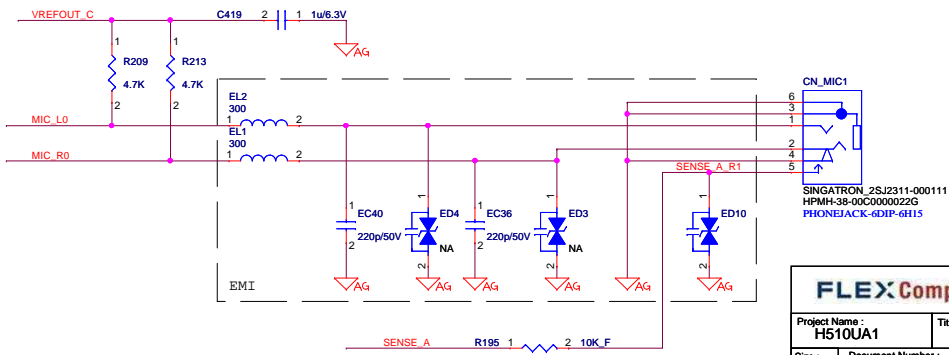 VREFOUT_C
C419 2 1 1u/6.3V
AG
1 1
R209 R213
4.7K 4.7K
2 2
CN_MIC1
EL2
300
MIC_L0 1 2
EL1
300
MIC_R0 1 2
6
3
1
2
4
SENSE_A_R1 5
SINGATRON_2SJ2311-000111
HPMH-38-00C0000022G
PHONEJACK-6DIP-6H15
1 1 1 1 1
EC40 ED4 EC36 ED3 ED10
220p/50V NA 220p/50V NA
2 2 2 2 2
AG AG AG AG AG AG
EMI
SENSE_A R195 1 2 10K_F
FLEX Comp
Project Name : Tit
H510UA1